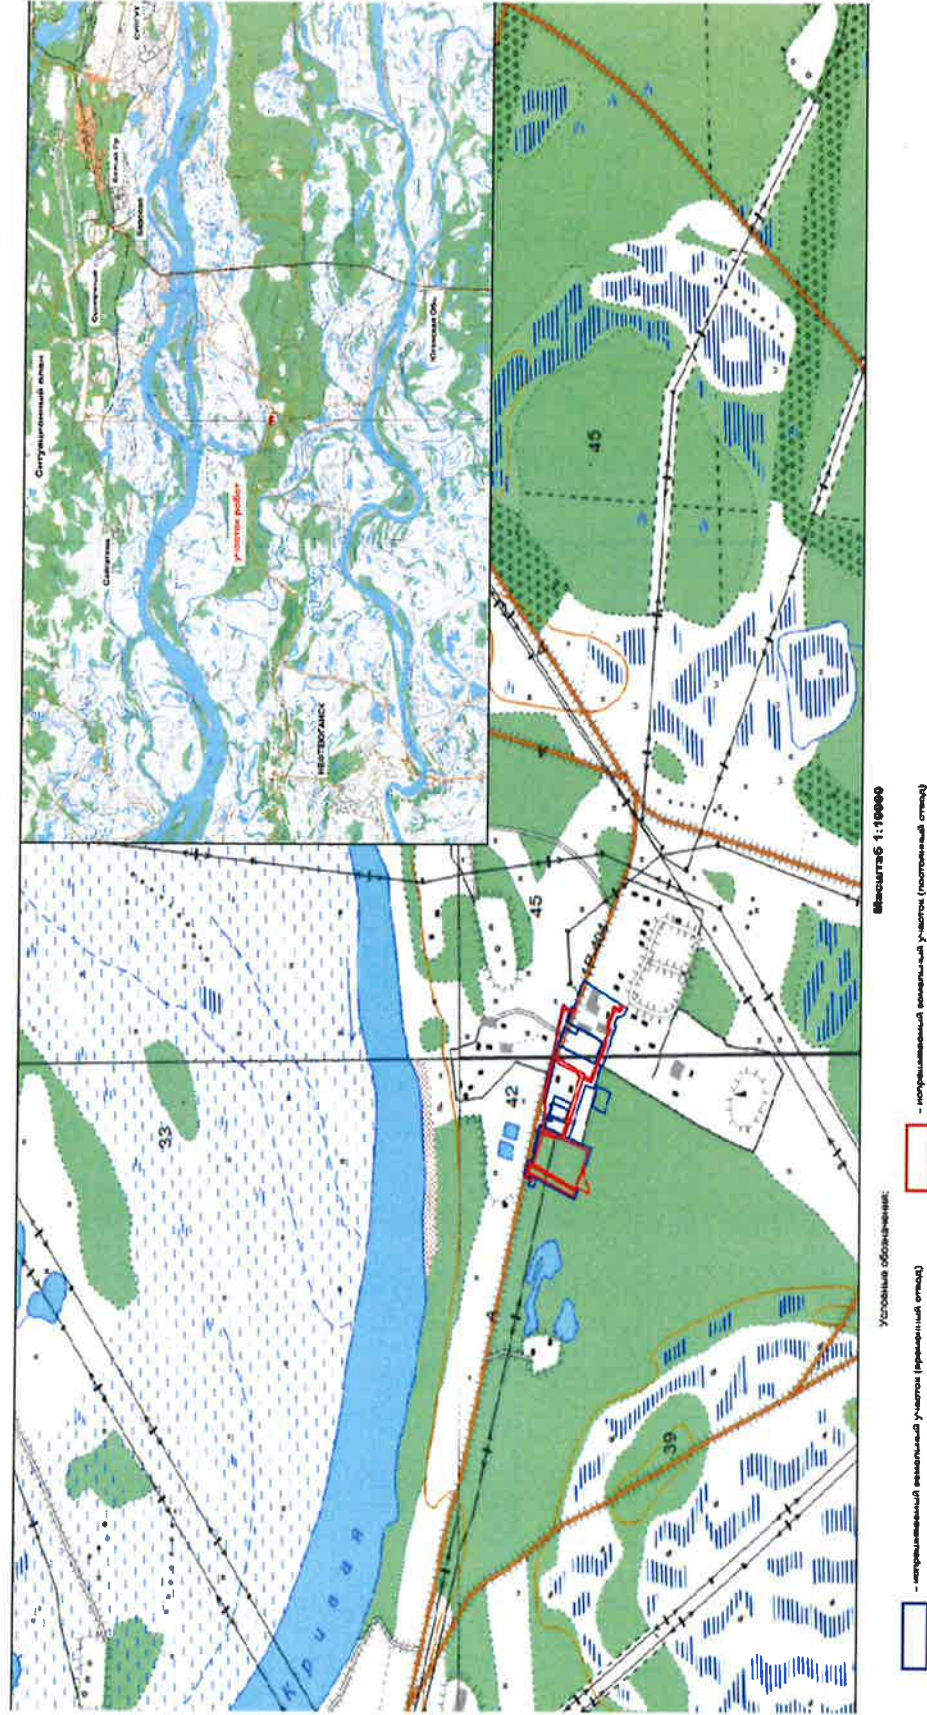 Ситуационный план
СУРГУТ
Белый Яр
Барсово
Солнечный
Сайгатина
участок работ
Юганская Обь
НЕФТЕЮГАНСК
33
Кривая
42
45
45
39
Р-404
А
А
А
Масштаб 1:10000
Условные обозначения:
- испрашиваемый земельный участок (временный отвод)
- испрашиваемый земельный участок (постоянный отвод)